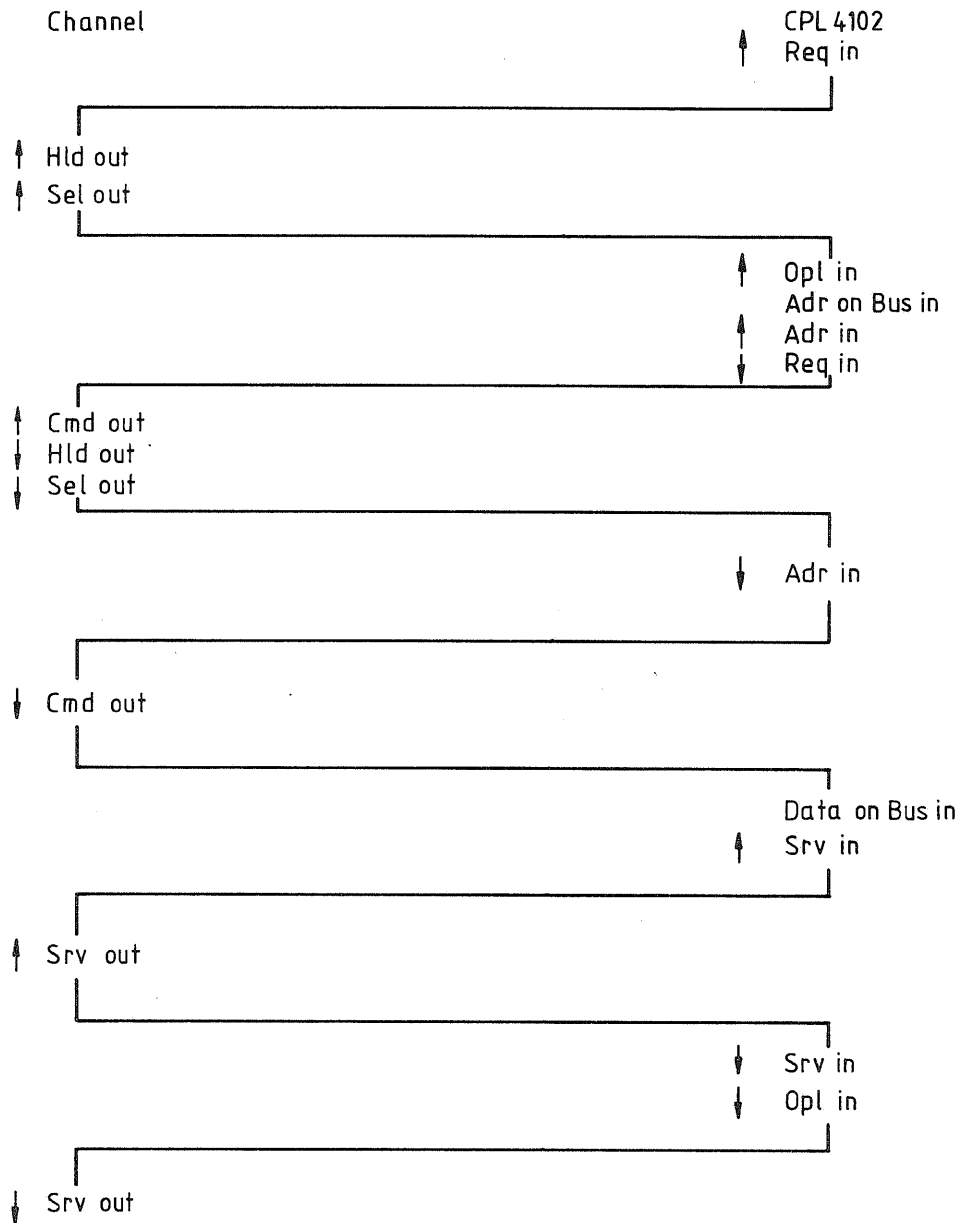 Channel
CPL 4102
↑ Req in
↑ Hld out
↑ Sel out
↑ Opl in
Adr on Bus in
↑ Adr in
↓ Req in
↑ Cmd out
↓ Hld out
↓ Sel out
↓ Adr in
↓ Cmd out
Data on Bus in
↑ Srv in
↑ Srv out
↓ Srv in
↓ Opl in
↓ Srv out